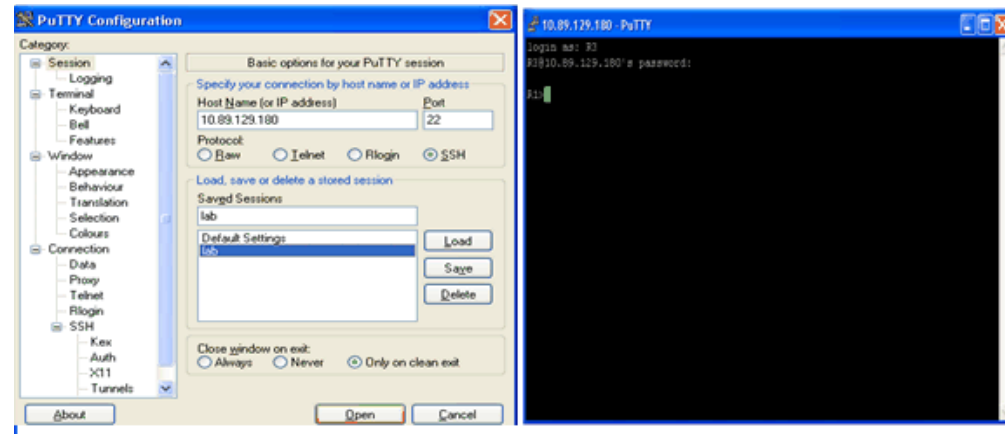 PuTTY Configuration
Category:
Session
Logging
Terminal
Keyboard
Bell
Features
Window
Appearance
Behaviour
Translation
Selection
Colours
Connection
Data
Proxy
Telnet
Rlogin
SSH
Kex
Auth
X11
Tunnels
Basic options for your PuTTY session
Specify your connection by host name or IP address
Host Name (or IP address)
Port
10.89.129.180
22
Protocol:
Raw
Telnet
Rlogin
SSH
Load, save or delete a stored session
Saved Sessions
lab
Default Settings
lab
Load
Save
Delete
Close window on exit:
Always
Never
Only on clean exit
About
Open
Cancel
10.89.129.180 - PuTTY
login as: R3
R3@10.89.129.180's password:
R1>